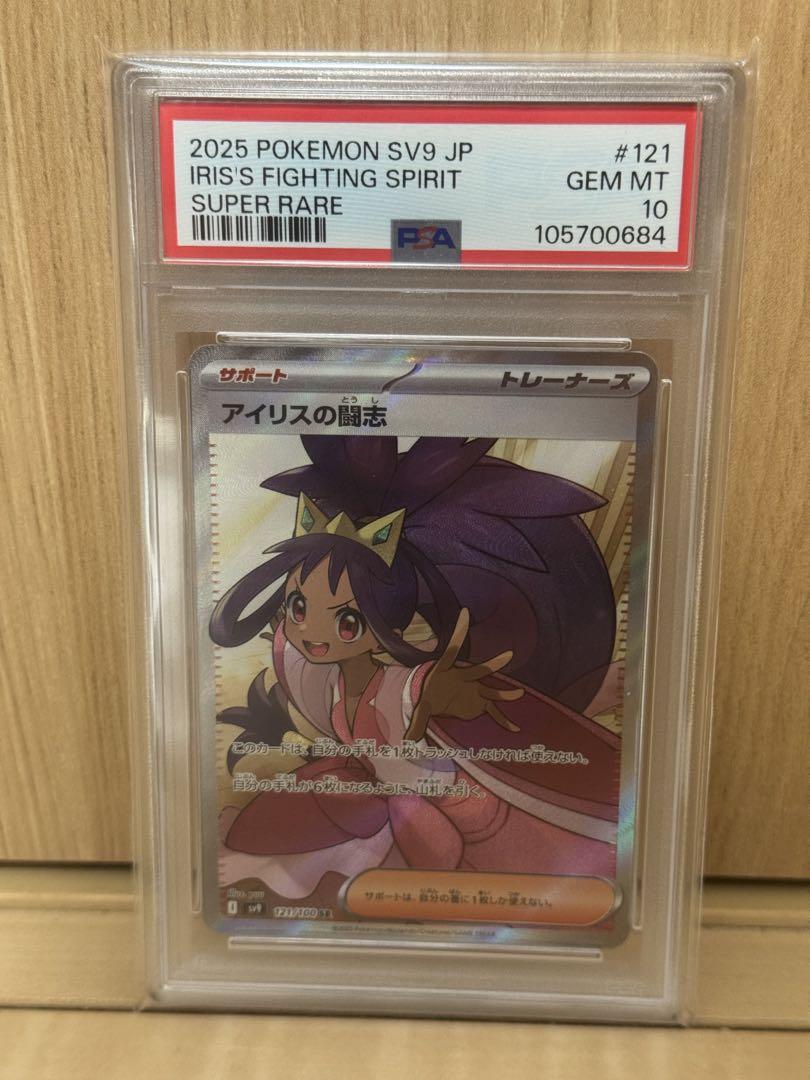 2025 POKEMON SV9 JP #121
IRIS'S FIGHTING SPIRIT GEM MT
SUPER RARE 10
PSA 105700684
サポート トレーナーズ
とうし
アイリスの闘志
このカードは、自分の手札を1枚トラッシュしなければ使えない。
自分の手札が6枚になるように、山札を引く。
サポートは、自分の番に1枚しか使えない。
illus. yuu
i sv9 121/100 SR